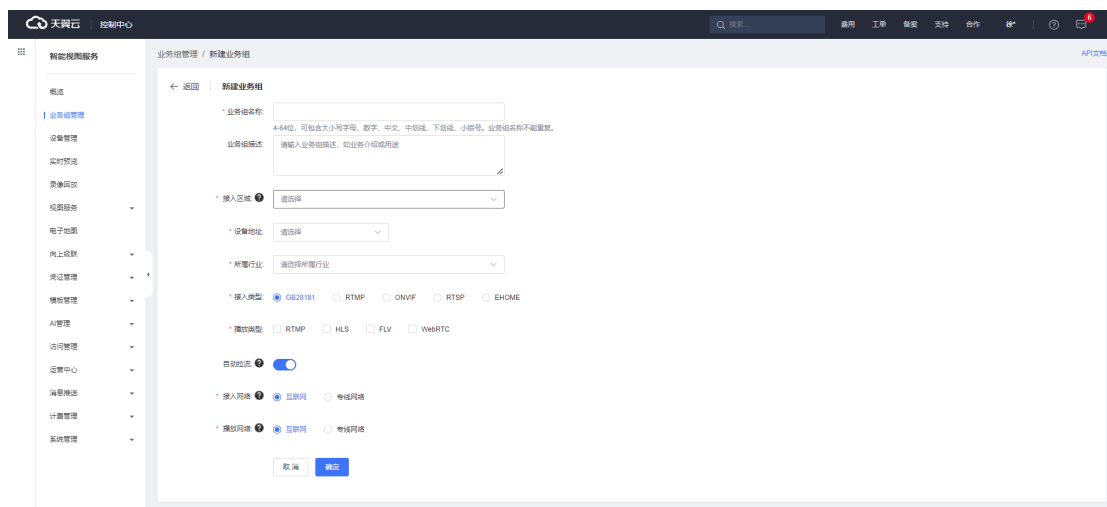 天翼云 控制中心 搜索... 费用 工单 备案 支持 合作 徐* 6
智能视图服务
业务组管理 / 新建业务组 API文档
概览
业务组管理
设备管理
实时预览
录像回放
视图服务
电子地图
向上级联
凭证管理
模板管理
AI管理
访问管理
运营中心
消息推送
计费管理
系统管理
← 返回 新建业务组
* 业务组名称:
4-64位，可包含大小写字母、数字、中文、中划线、下划线、小括号。业务组名称不能重复。
业务组描述: 请输入业务组描述，如业务介绍或用途
* 接入区域: 请选择
* 设备地址: 请选择
* 所属行业: 请选择所属行业
* 接入类型: GB28181 RTMP ONVIF RTSP EHOME
* 播放类型: RTMP HLS FLV WebRTC
自动拉流:
* 接入网络: 互联网 专线网络
* 播放网络: 互联网 专线网络
取消 确定